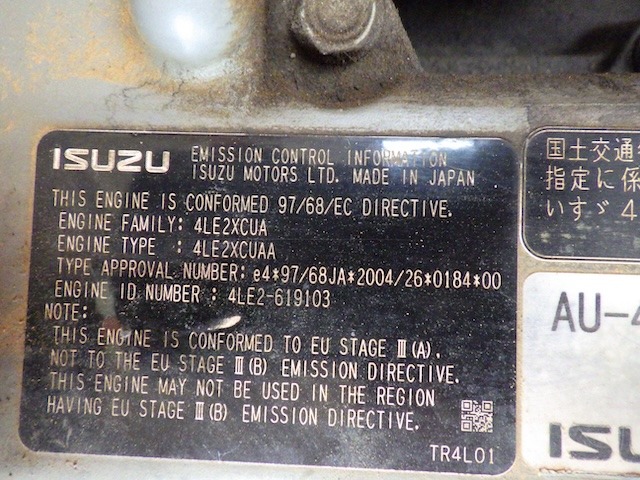 ISUZU EMISSION CONTROL INFORMATION
ISUZU MOTORS LTD. MADE IN JAPAN
THIS ENGINE IS CONFORMED 97/68/EC DIRECTIVE.
ENGINE FAMILY: 4LE2XCUA
ENGINE TYPE : 4LE2XCUAA
TYPE APPROVAL NUMBER: e4*97/68JA*2004/26*0184*00
ENGINE ID NUMBER : 4LE2-619103
NOTE:
THIS ENGINE IS CONFORMED TO EU STAGE Ⅲ(A).
NOT TO THE EU STAGE Ⅲ(B) EMISSION DIRECTIVE.
THIS ENGINE MAY NOT BE USED IN THE REGION
HAVING EU STAGE Ⅲ(B) EMISSION DIRECTIVE.
TR4L01
国土交通
指定に係
いすゞ4
AU-4
ISU